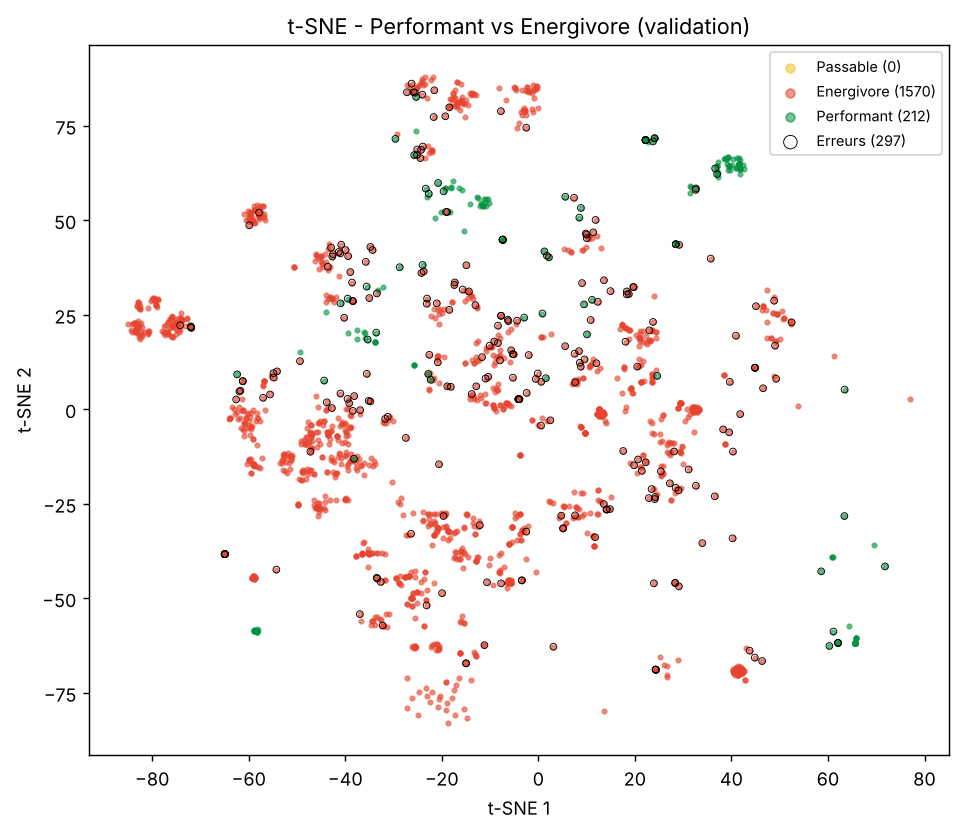 t-SNE - Performant vs Energivore (validation)
Passable (0)
Energivore (1570)
Performant (212)
Erreurs (297)
75
50
25
0
−25
−50
−75
t-SNE 2
−80 −60 −40 −20 0 20 40 60 80
t-SNE 1